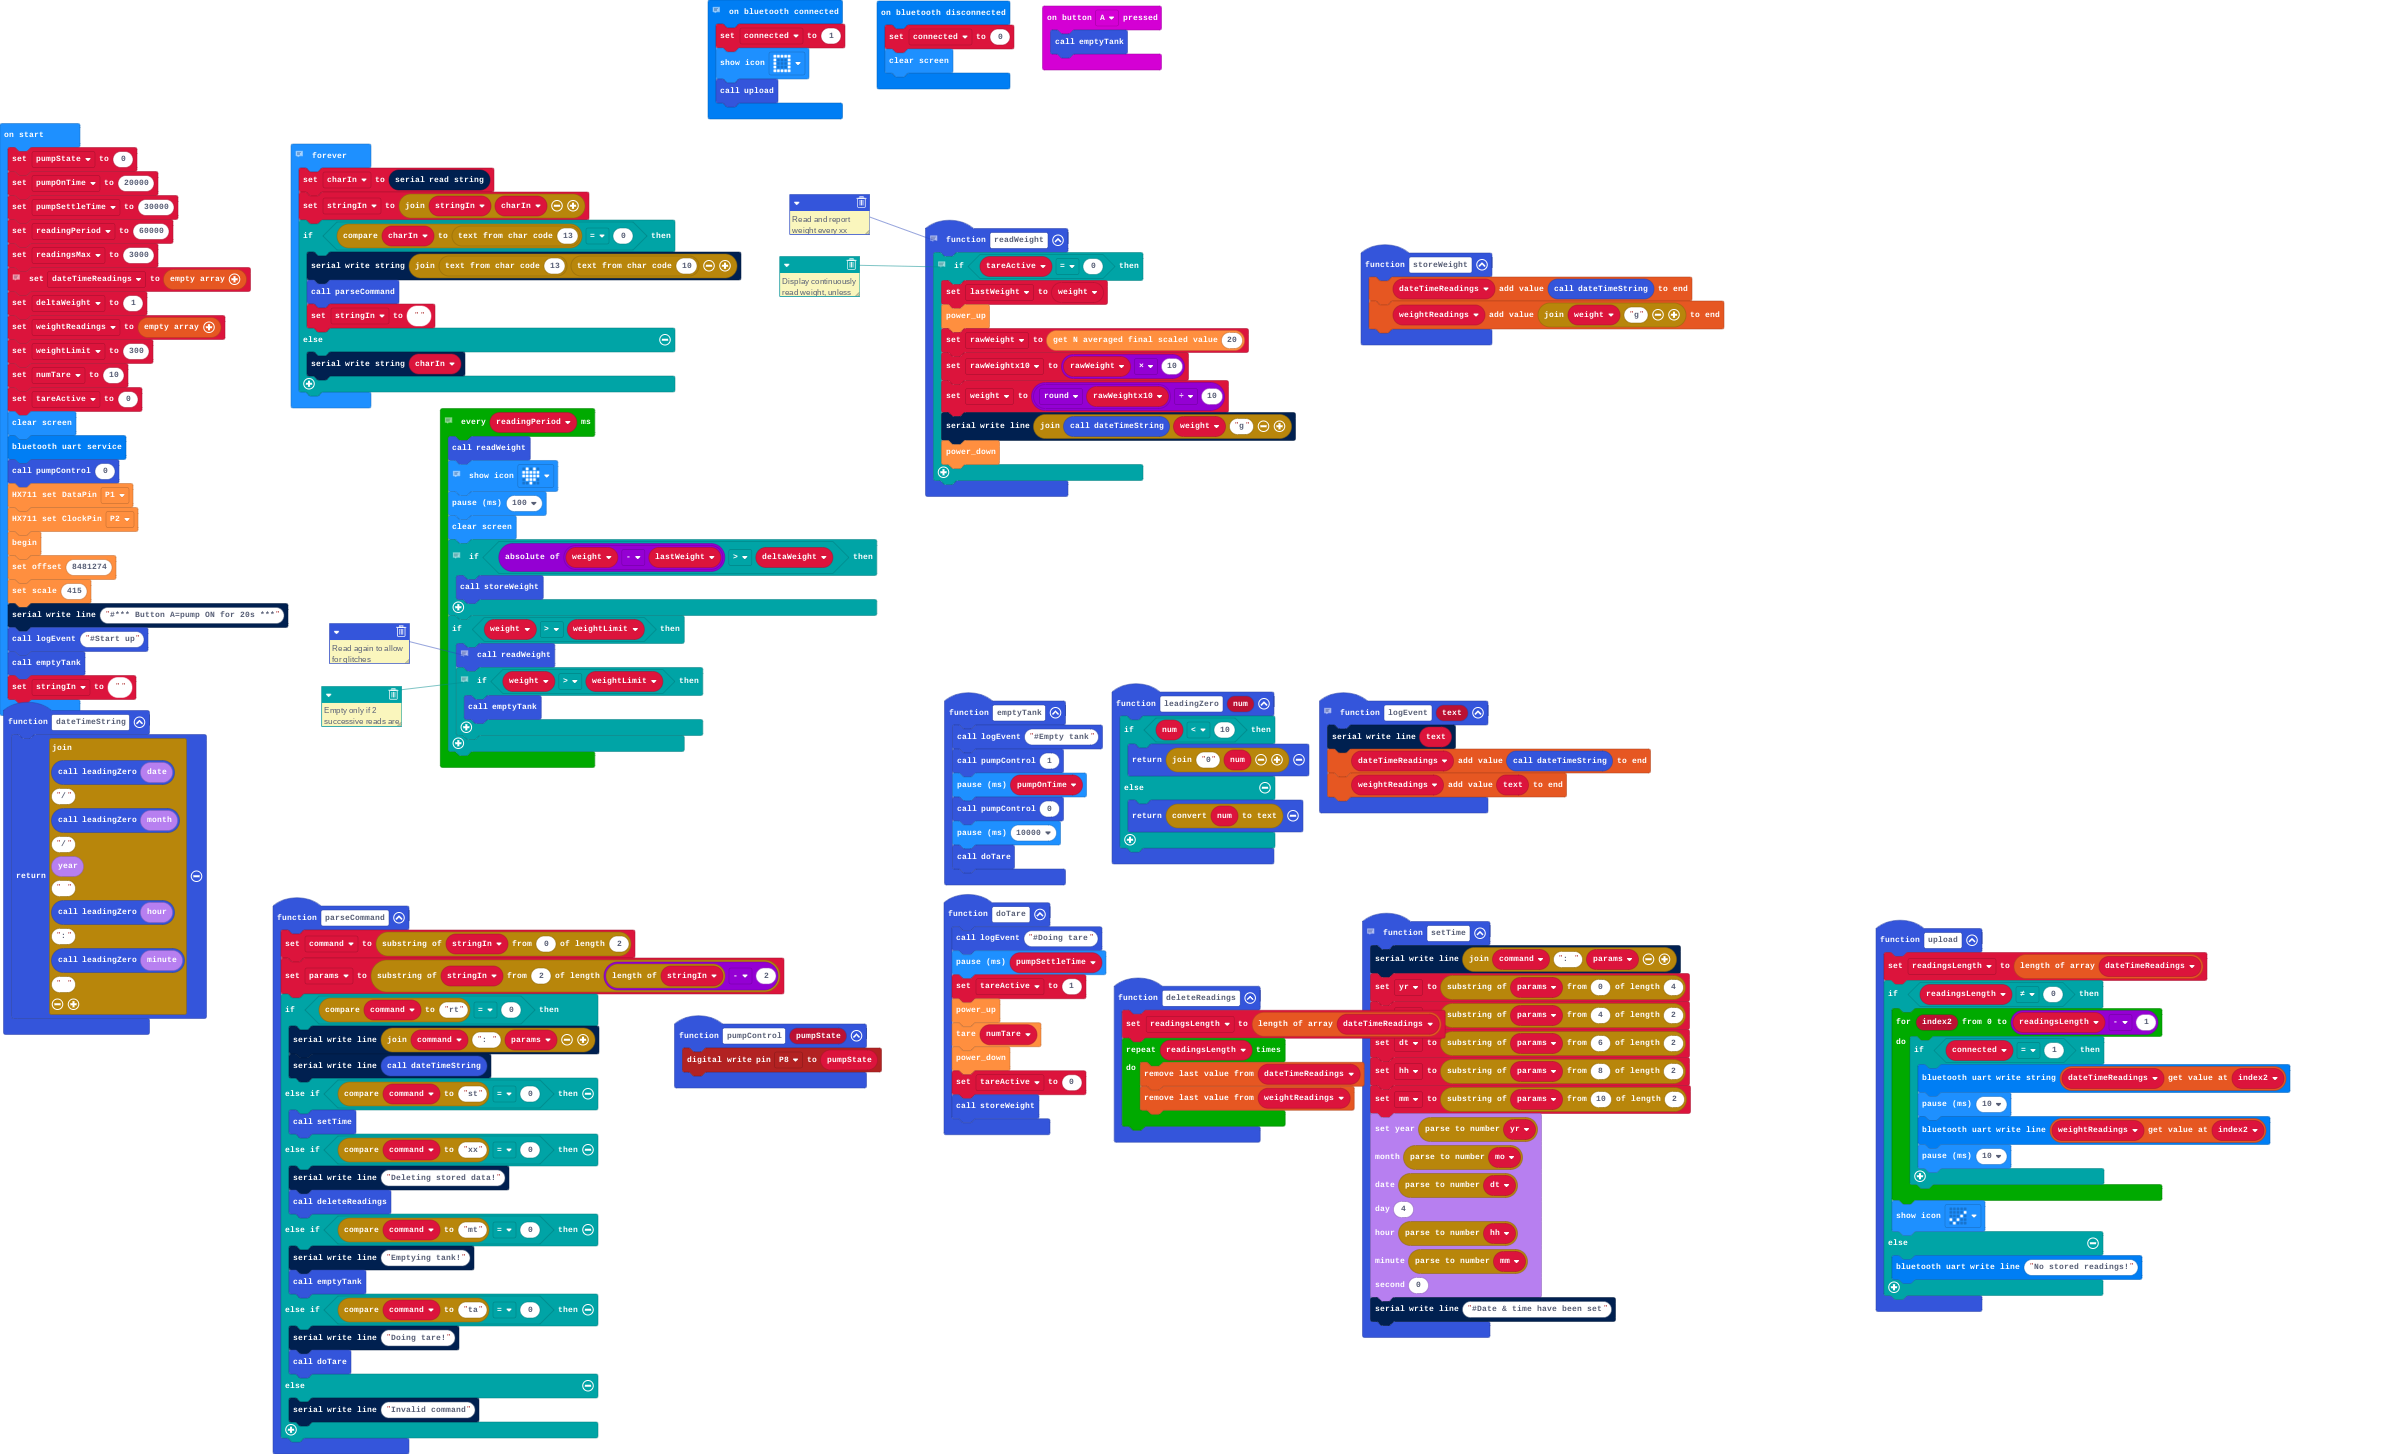 on bluetooth connected
set connected to 1
show icon
call upload
on bluetooth disconnected
set connected to 0
clear screen
on button A pressed
call emptyTank
on start
set pumpState to 0
set pumpOnTime to 20000
set pumpSettleTime to 30000
set readingPeriod to 60000
set readingsMax to 3000
set dateTimeReadings to empty array
set deltaWeight to 1
set weightReadings to empty array
set weightLimit to 300
set numTare to 10
set tareActive to 0
clear screen
bluetooth uart service
call pumpControl 0
HX711 set DataPin P1
HX711 set ClockPin P2
begin
set offset 8481274
set scale 415
serial write line "#*** Button A=pump ON for 20s ***"
call logEvent "#Start up"
call emptyTank
set stringIn to ""
forever
set charIn to serial read string
set stringIn to join stringIn charIn
if compare charIn to text from char code 13 = 0 then
serial write string join text from char code 13 text from char code 10
call parseCommand
set stringIn to ""
else
serial write string charIn
every readingPeriod ms
call readWeight
show icon
pause (ms) 100
clear screen
if absolute of weight - lastWeight > deltaWeight then
call storeWeight
if weight > weightLimit then
call readWeight
if weight > weightLimit then
call emptyTank
Read again to allow
for glitches
Empty only if 2
successive reads are
Read and report
weight every xx
Display continuously
read weight, unless
function readWeight
if tareActive = 0 then
set lastWeight to weight
power_up
set rawWeight to get N averaged final scaled value 20
set rawWeightx10 to rawWeight × 10
set weight to round rawWeightx10 ÷ 10
serial write line join call dateTimeString weight "g"
power_down
function storeWeight
dateTimeReadings add value call dateTimeString to end
weightReadings add value join weight "g" to end
function dateTimeString
return
join
call leadingZero date
"/"
call leadingZero month
"/"
year
" "
call leadingZero hour
":"
call leadingZero minute
" "
function emptyTank
call logEvent "#Empty tank"
call pumpControl 1
pause (ms) pumpOnTime
call pumpControl 0
pause (ms) 10000
call doTare
function leadingZero num
if num < 10 then
return join "0" num
else
return convert num to text
function logEvent text
serial write line text
dateTimeReadings add value call dateTimeString to end
weightReadings add value text to end
function parseCommand
set command to substring of stringIn from 0 of length 2
set params to substring of stringIn from 2 of length length of stringIn - 2
if compare command to "rt" = 0 then
serial write line join command ": " params
serial write line call dateTimeString
else if compare command to "st" = 0 then
call setTime
else if compare command to "xx" = 0 then
serial write line "Deleting stored data!"
call deleteReadings
else if compare command to "mt" = 0 then
serial write line "Emptying tank!"
call emptyTank
else if compare command to "ta" = 0 then
serial write line "Doing tare!"
call doTare
else
serial write line "Invalid command"
function pumpControl pumpState
digital write pin P8 to pumpState
function doTare
call logEvent "#Doing tare"
pause (ms) pumpSettleTime
set tareActive to 1
power_up
tare numTare
power_down
set tareActive to 0
call storeWeight
function deleteReadings
set readingsLength to length of array dateTimeReadings
repeat readingsLength times
do
remove last value from dateTimeReadings
remove last value from weightReadings
function setTime
serial write line join command ": " params
set yr to substring of params from 0 of length 4
substring of params from 4 of length 2
set dt to substring of params from 6 of length 2
set hh to substring of params from 8 of length 2
set mm to substring of params from 10 of length 2
set year parse to number yr
month parse to number mo
date parse to number dt
day 4
hour parse to number hh
minute parse to number mm
second 0
serial write line "#Date & time have been set"
function upload
set readingsLength to length of array dateTimeReadings
if readingsLength ≠ 0 then
for index2 from 0 to readingsLength - 1
do
if connected = 1 then
bluetooth uart write string dateTimeReadings get value at index2
pause (ms) 10
bluetooth uart write line weightReadings get value at index2
pause (ms) 10
show icon
else
bluetooth uart write line "No stored readings!"